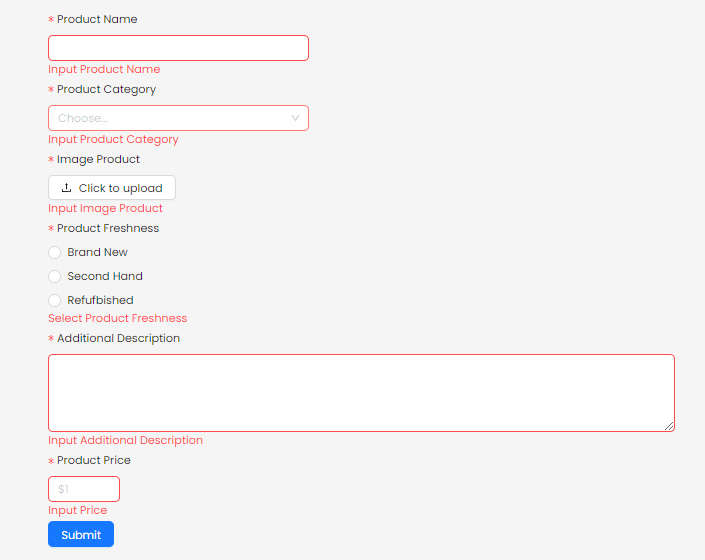 * Product Name
Input Product Name
* Product Category
Choose...
Input Product Category
* Image Product
Click to upload
Input Image Product
* Product Freshness
Brand New
Second Hand
Refufbished
Select Product Freshness
* Additional Description
Input Additional Description
* Product Price
$1
Input Price
Submit